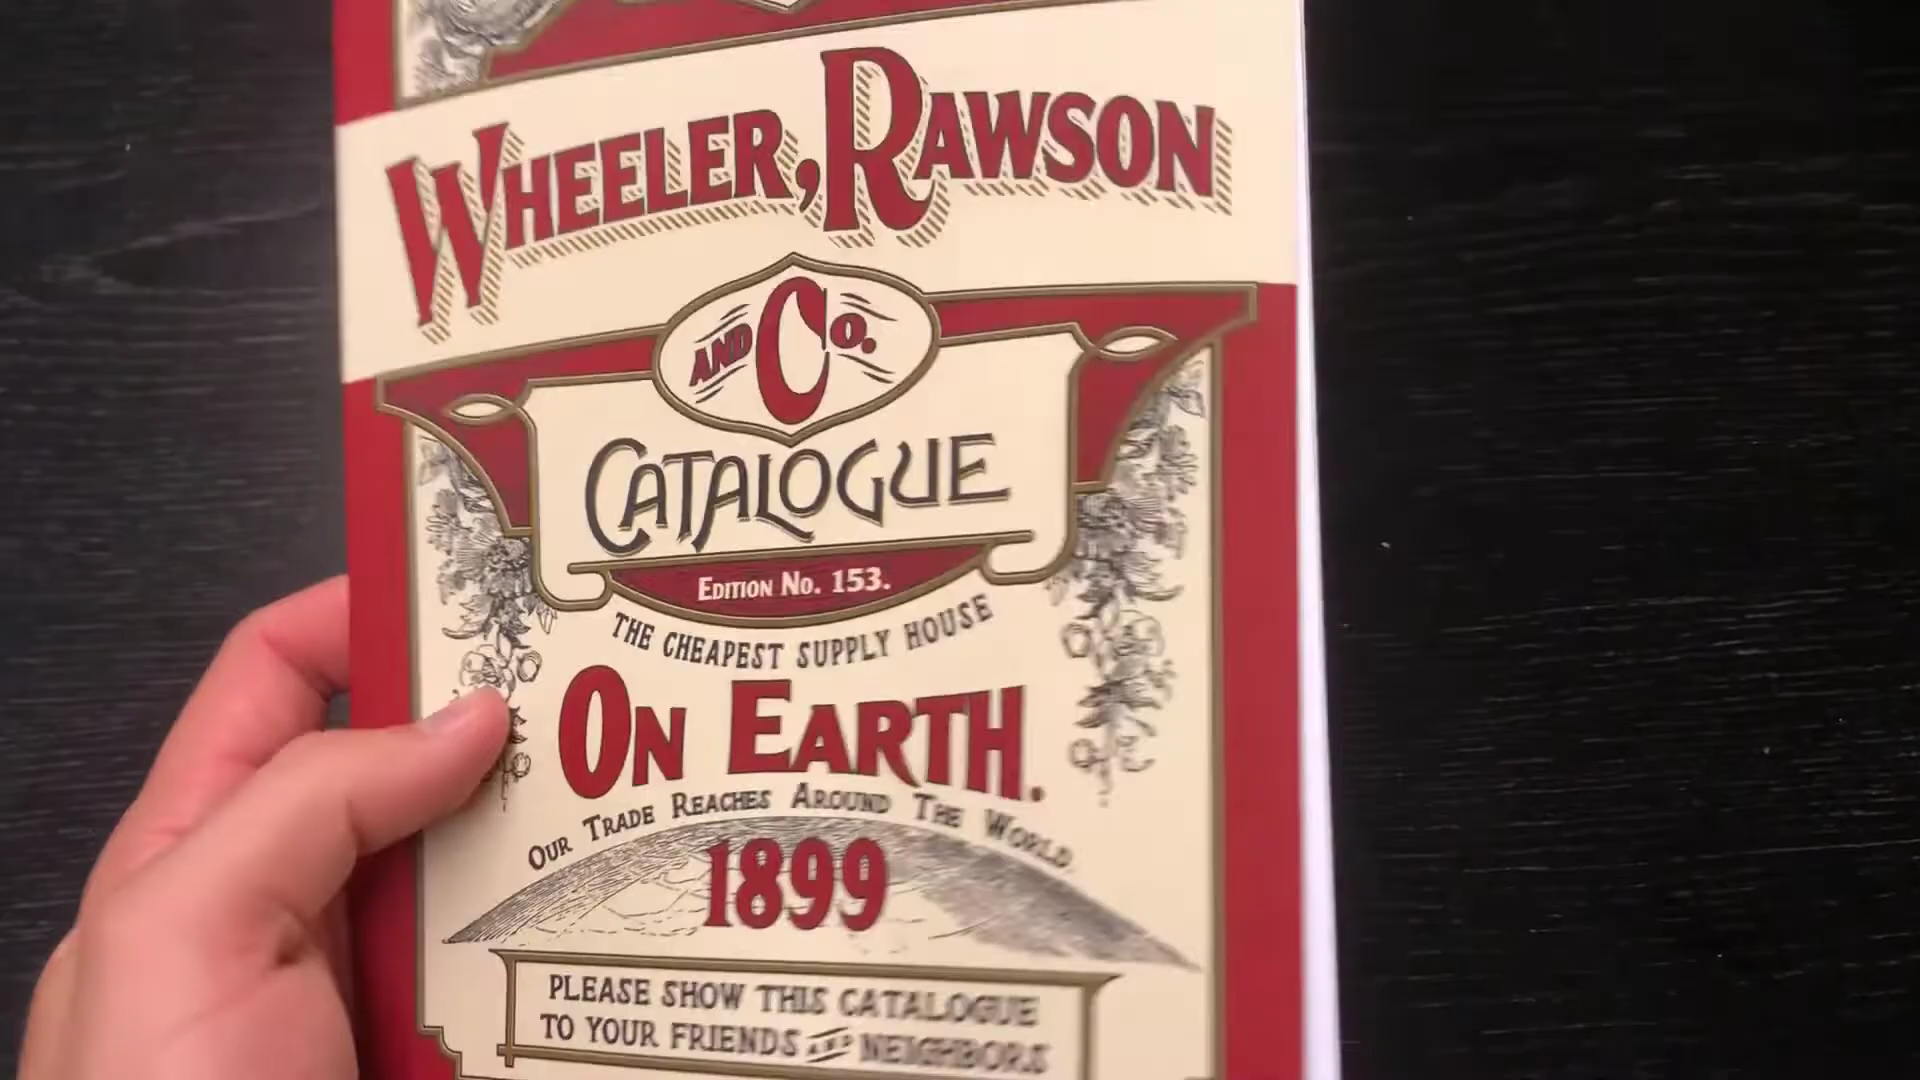 WHEELER, RAWSON
AND CO.
CATALOGUE
EDITION NO. 153.
THE CHEAPEST SUPPLY HOUSE
ON EARTH.
OUR TRADE REACHES AROUND THE WORLD.
1899
PLEASE SHOW THIS CATALOGUE
TO YOUR FRIENDS AND NEIGHBORS